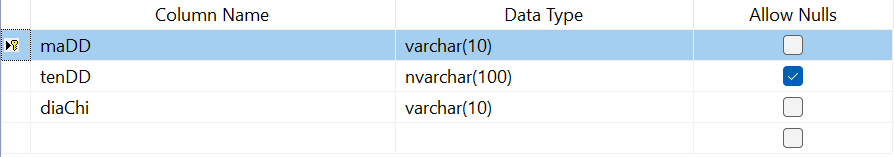 Column Name Data Type Allow Nulls
maDD varchar(10)
tenDD nvarchar(100)
diaChi varchar(10)